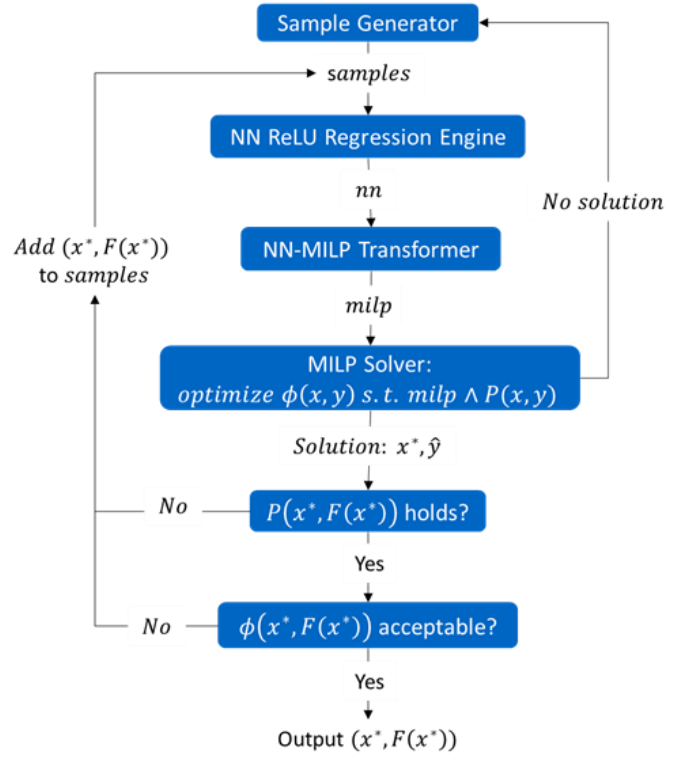 Sample Generator
samples
NN ReLU Regression Engine
nn
No solution
Add (x*, F(x*))
to samples
NN-MILP Transformer
milp
MILP Solver:
optimize ϕ(x, y) s. t. milp ∧ P(x, y)
Solution: x*, ŷ
No
P(x*, F(x*)) holds?
Yes
No
ϕ(x*, F(x*)) acceptable?
Yes
Output (x*, F(x*))